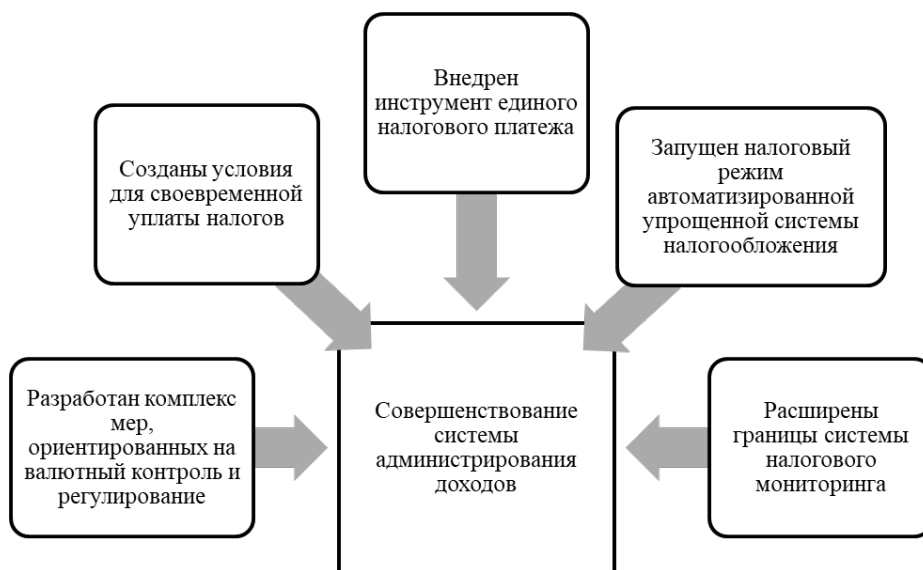 Внедрен
инструмент единого
налогового платежа
Созданы условия
для своевременной
уплаты налогов
Запущен налоговый
режим
автоматизированной
упрощенной системы
налогообложения
Разработан комплекс
мер,
ориентированных на
валютный контроль и
регулирование
Совершенствование
системы
администрирования
доходов
Расширены
границы системы
налогового
мониторинга